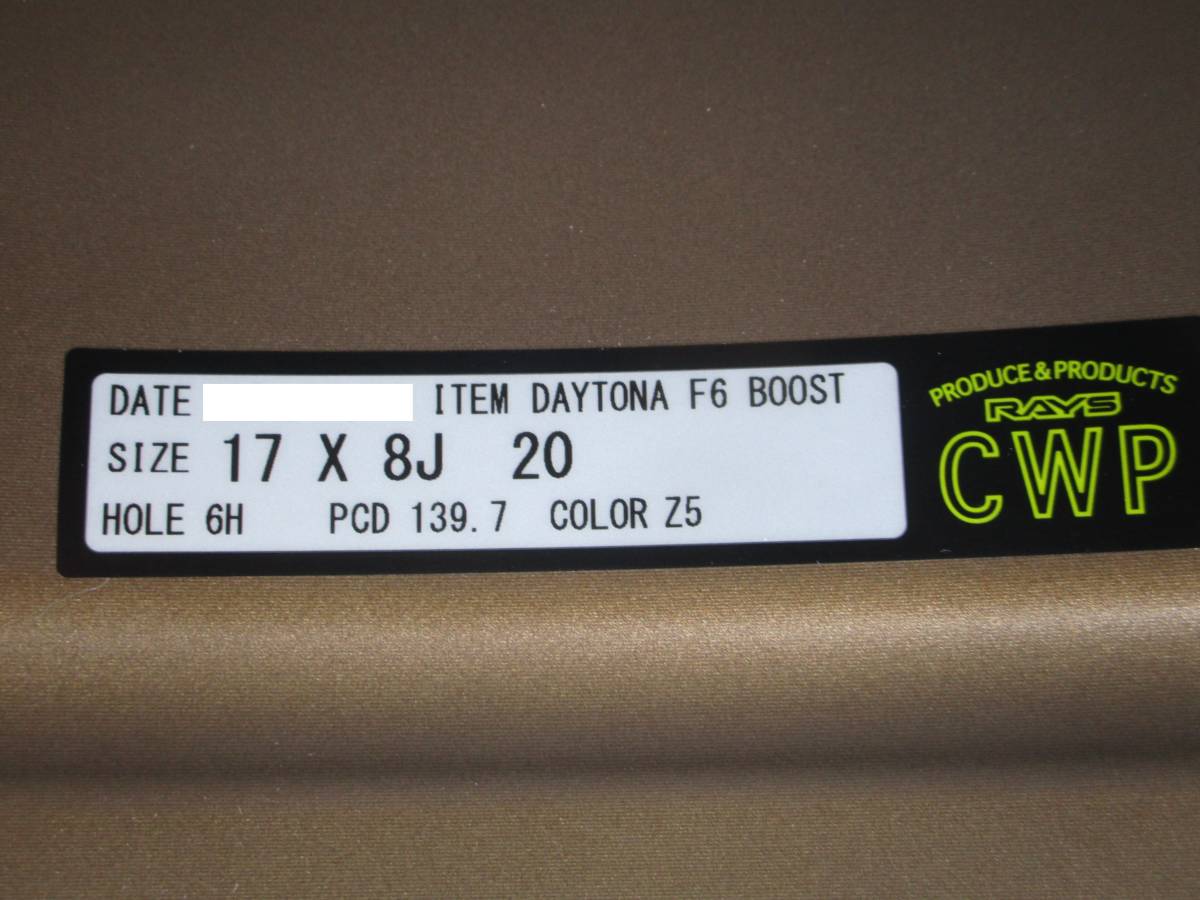 DATE ITEM DAYTONA F6 BOOST
SIZE 17 X 8J 20
HOLE 6H PCD 139.7 COLOR Z5
PRODUCE & PRODUCTS
RAYS
CWP